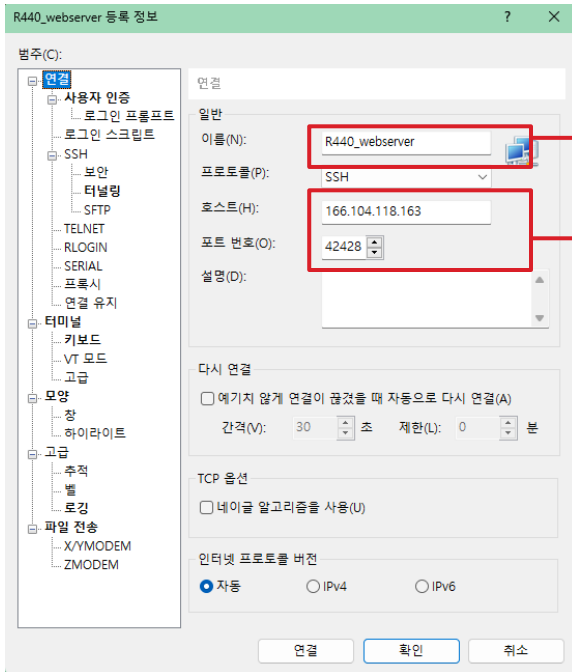 R440_webserver 등록 정보
범주(C):
연결
사용자 인증
로그인 프롬프트
로그인 스크립트
SSH
보안
터널링
SFTP
TELNET
RLOGIN
SERIAL
프록시
연결 유지
터미널
키보드
VT 모드
고급
모양
창
하이라이트
고급
추적
벨
로깅
파일 전송
X/YMODEM
ZMODEM
연결
일반
이름(N): R440_webserver
프로토콜(P): SSH
호스트(H): 166.104.118.163
포트 번호(O): 42428
설명(D):
다시 연결
예기치 않게 연결이 끊겼을 때 자동으로 다시 연결(A)
간격(V): 30 초 제한(L): 0 분
TCP 옵션
네이글 알고리즘을 사용(U)
인터넷 프로토콜 버전
자동 IPv4 IPv6
연결 확인 취소